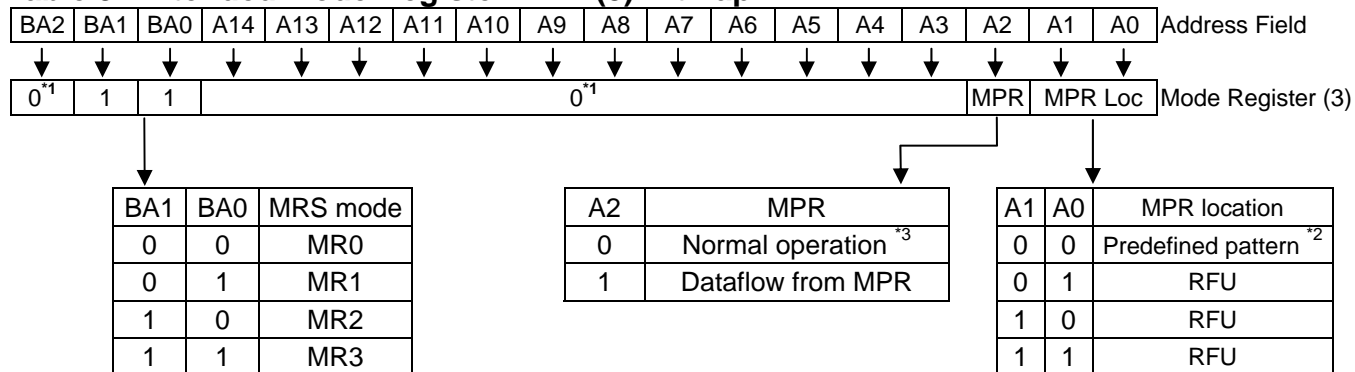 BA2 BA1 BA0 A14 A13 A12 A11 A10 A9 A8 A7 A6 A5 A4 A3 A2 A1 A0 Address Field
0*1 1 1 0*1 MPR MPR Loc Mode Register (3)
BA1 BA0 MRS mode
0 0 MR0
0 1 MR1
1 0 MR2
1 1 MR3
A2 MPR
0 Normal operation *3
1 Dataflow from MPR
A1 A0 MPR location
0 0 Predefined pattern *2
0 1 RFU
1 0 RFU
1 1 RFU